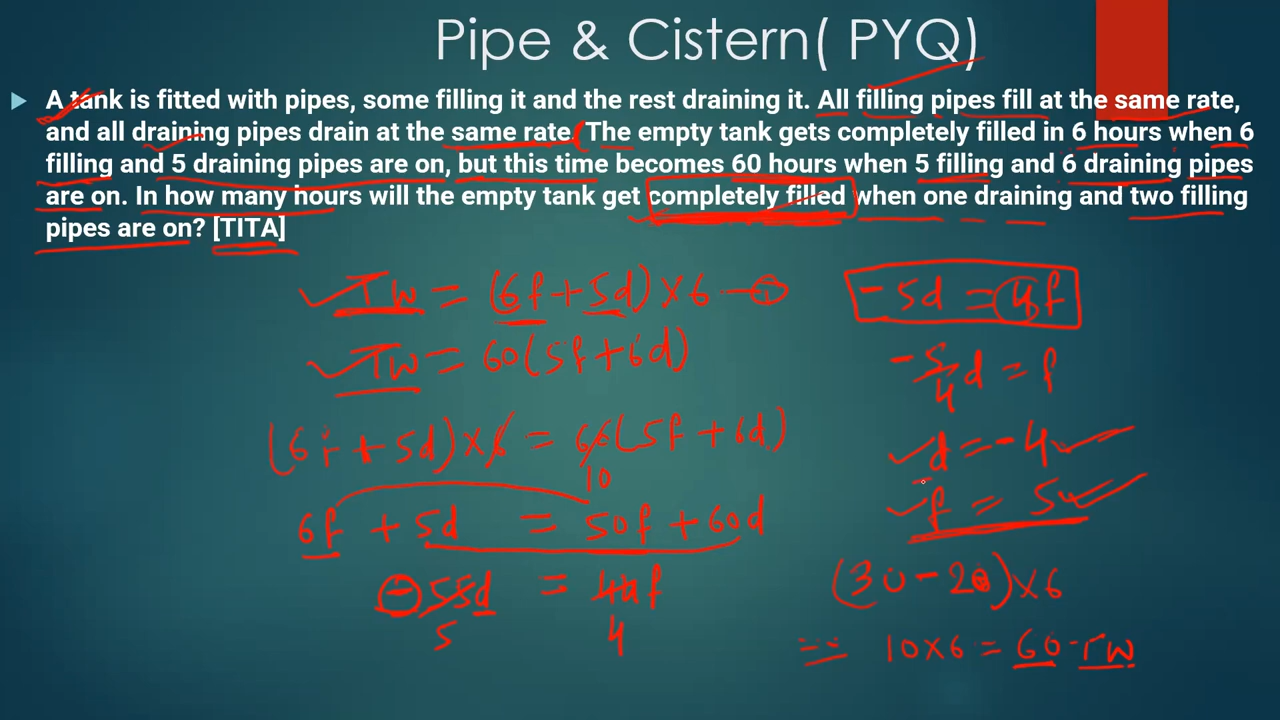 Pipe & Cistern( PYQ)
A tank is fitted with pipes, some filling it and the rest draining it. All filling pipes fill at the same rate,
and all draining pipes drain at the same rate. The empty tank gets completely filled in 6 hours when 6
filling and 5 draining pipes are on, but this time becomes 60 hours when 5 filling and 6 draining pipes
are on. In how many hours will the empty tank get completely filled when one draining and two filling
pipes are on? [TITA]
TW = (6f + 5d) × 6 — ①
TW = 60(5f + 6d)
(6f + 5d) × 6 = 60(5f + 6d)
10
6f + 5d = 50f + 60d
- 55d = 44f
5 4
- 5d = 4f
- 5/4 d = f
d = - 4
f = 5
(30 - 20) × 6
10 × 6 = 60 - TW